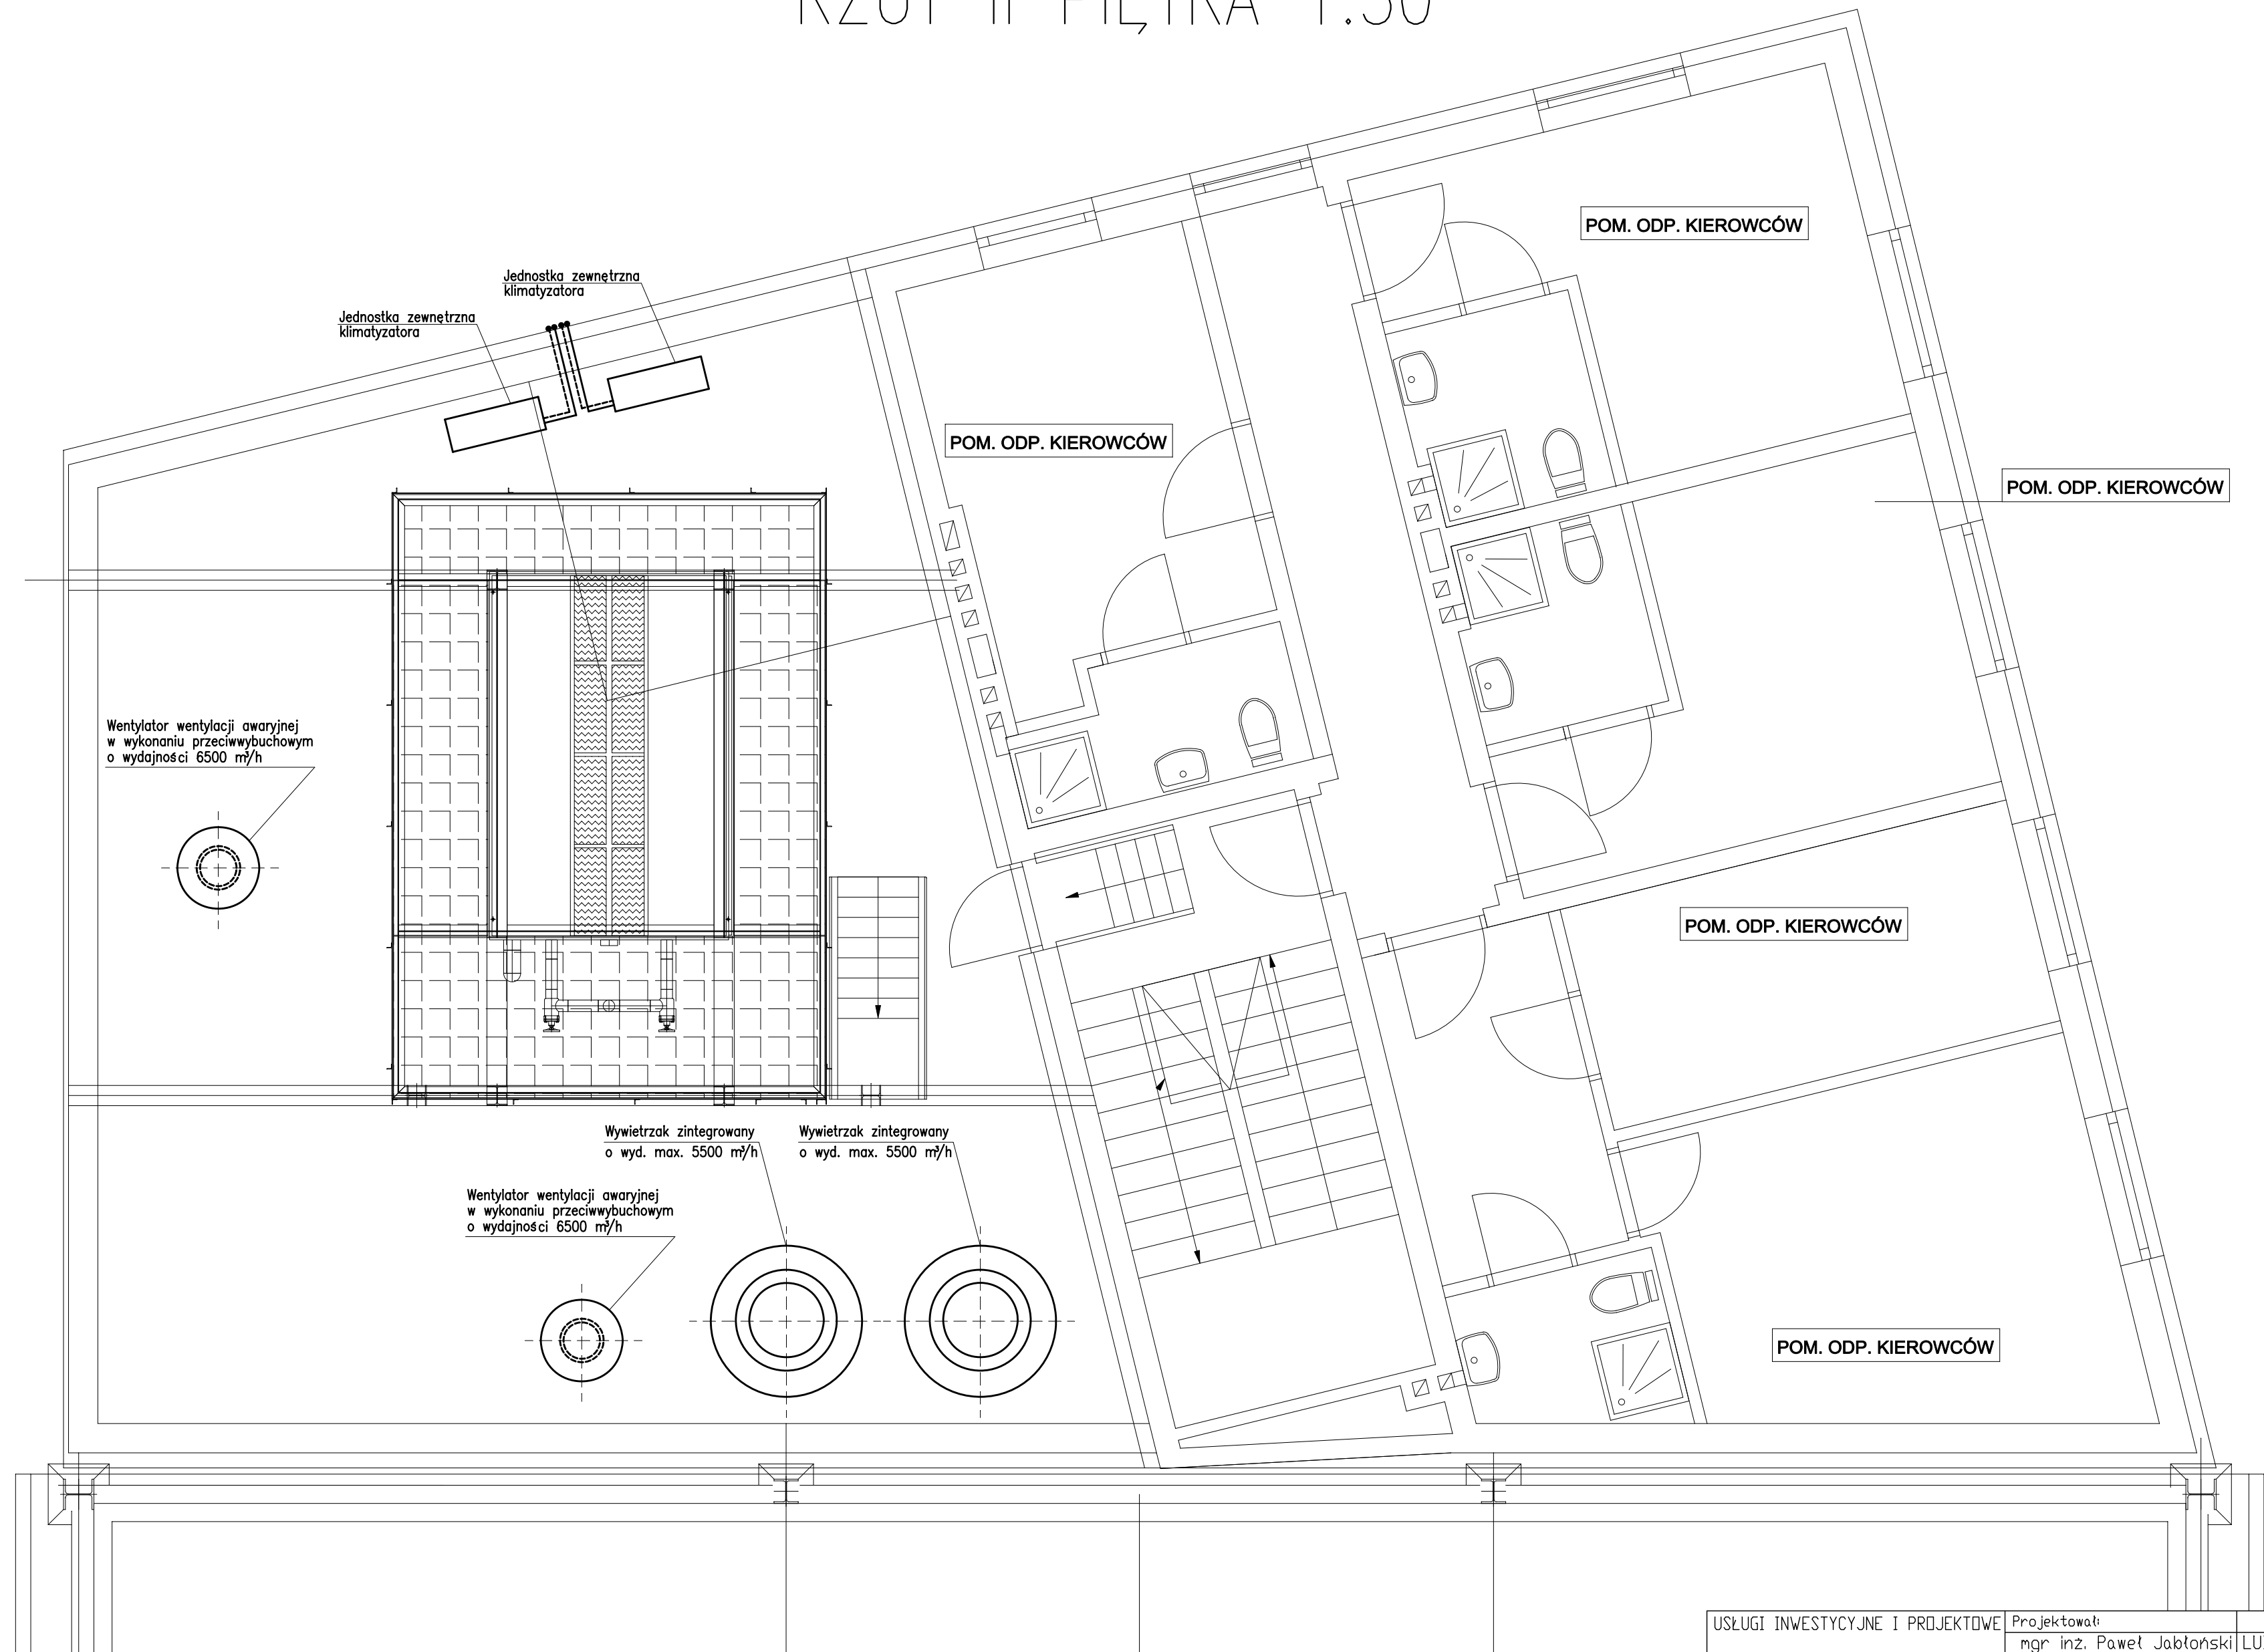 RZUT II PIĘTRA 1:50
POM. ODP. KIEROWCÓW
Jednostka zewnętrzna
klimatyzatora
Jednostka zewnętrzna
klimatyzatora
POM. ODP. KIEROWCÓW
POM. ODP. KIEROWCÓW
Wentylator wentylacji awaryjnej
w wykonaniu przeciwwybuchowym
o wydajności 6500 m³/h
POM. ODP. KIEROWCÓW
Wywietrzak zintegrowany
o wyd. max. 5500 m³/h
Wywietrzak zintegrowany
o wyd. max. 5500 m³/h
Wentylator wentylacji awaryjnej
w wykonaniu przeciwwybuchowym
o wydajności 6500 m³/h
POM. ODP. KIEROWCÓW
USŁUGI INWESTYCYJNE I PROJEKTOWE
Projektował:
mgr inż. Paweł Jabłoński